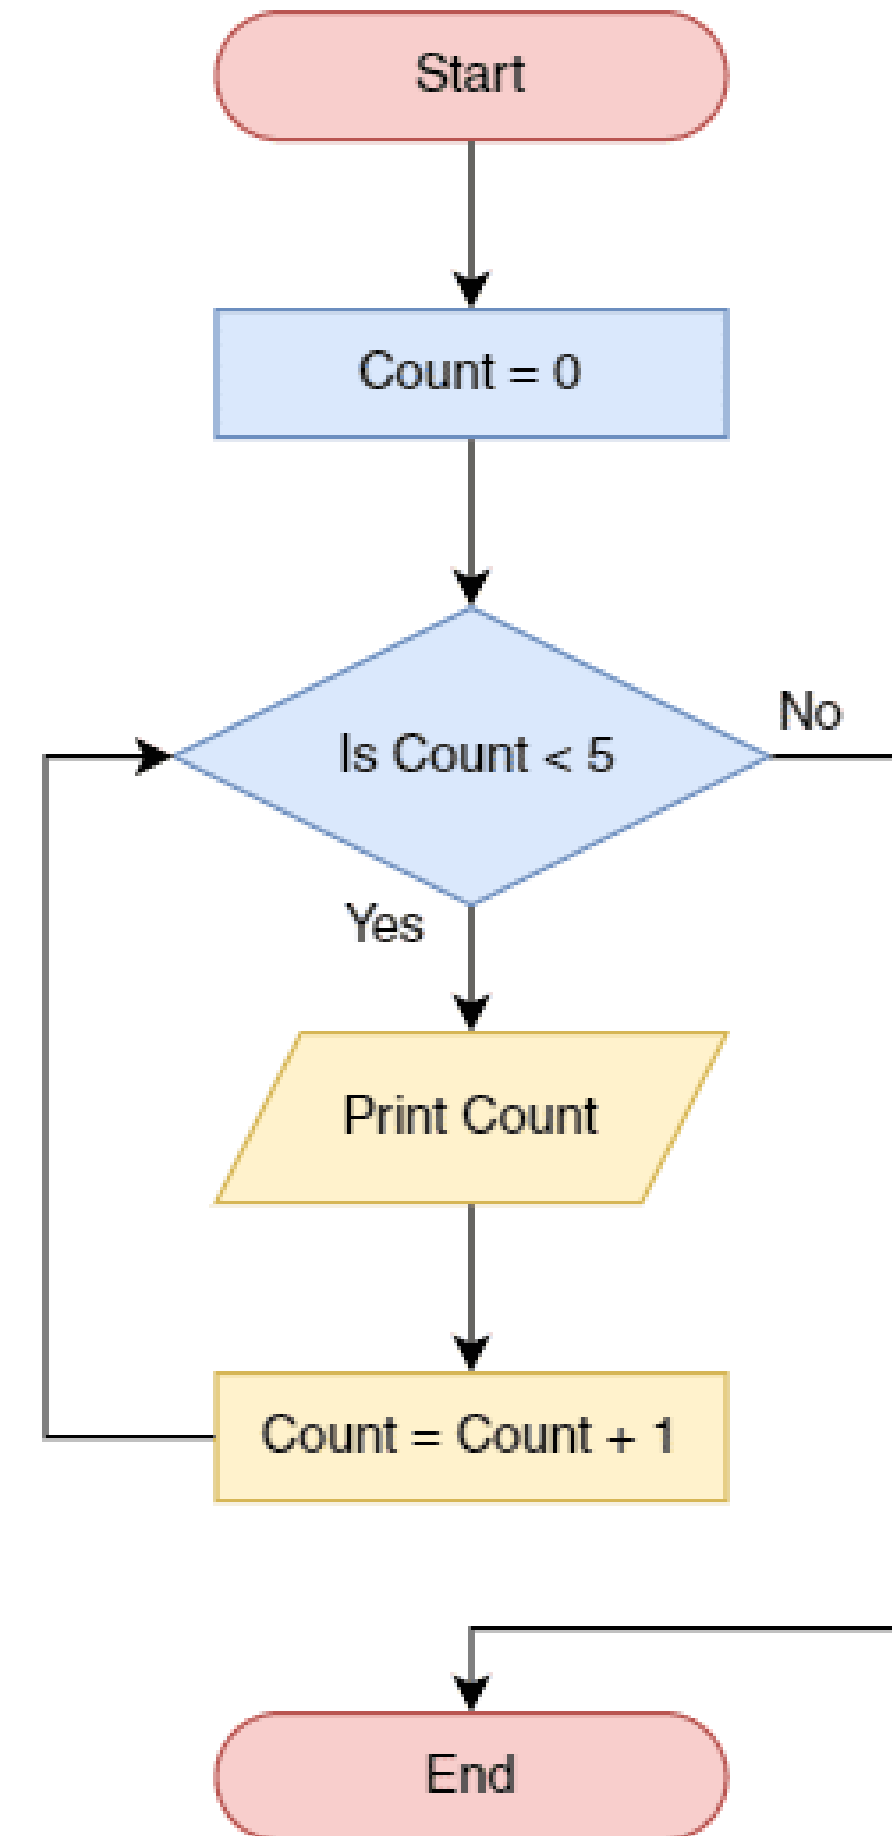 Start
Count = 0
Is Count < 5
No
Yes
Print Count
Count = Count + 1
End